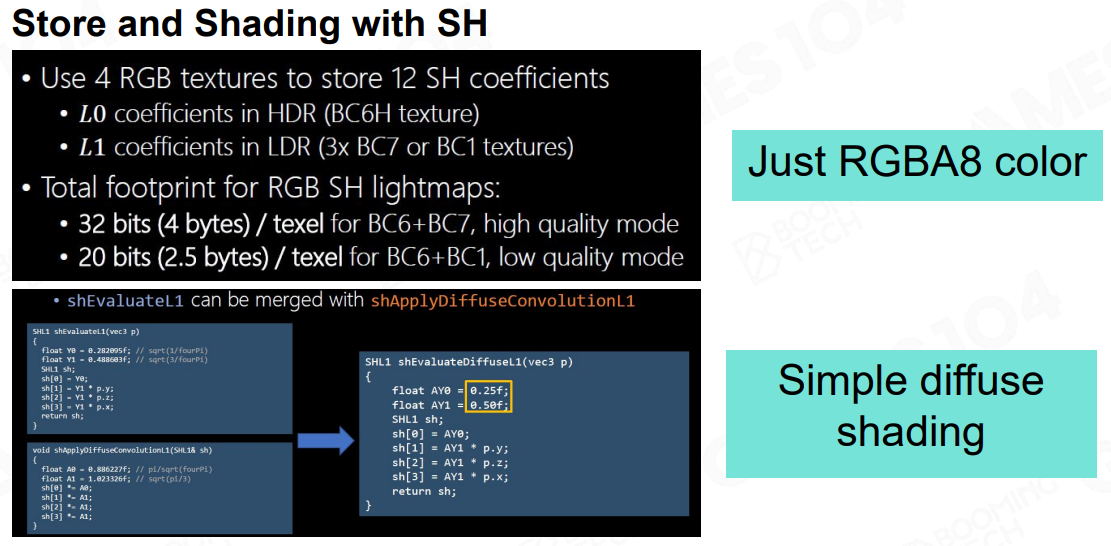 Store and Shading with SH
• Use 4 RGB textures to store 12 SH coefficients
• L0 coefficients in HDR (BC6H texture)
• L1 coefficients in LDR (3x BC7 or BC1 textures)
• Total footprint for RGB SH lightmaps:
• 32 bits (4 bytes) / texel for BC6+BC7, high quality mode
• 20 bits (2.5 bytes) / texel for BC6+BC1, low quality mode
Just RGBA8 color
• shEvaluateL1 can be merged with shApplyDiffuseConvolutionL1
SHL1 shEvaluateL1(vec3 p)
{
float Y0 = 0.282095f; // sqrt(1/fourPi)
float Y1 = 0.488603f; // sqrt(3/fourPi)
SHL1 sh;
sh[0] = Y0;
sh[1] = Y1 * p.y;
sh[2] = Y1 * p.z;
sh[3] = Y1 * p.x;
return sh;
}
void shApplyDiffuseConvolutionL1(SHL1& sh)
{
float A0 = 0.886227f; // pi/sqrt(fourPi)
float A1 = 1.023326f; // sqrt(pi/3)
sh[0] *= A0;
sh[1] *= A1;
sh[2] *= A1;
sh[3] *= A1;
}
SHL1 shEvaluateDiffuseL1(vec3 p)
{
float AY0 = 0.25f;
float AY1 = 0.50f;
SHL1 sh;
sh[0] = AY0;
sh[1] = AY1 * p.y;
sh[2] = AY1 * p.z;
sh[3] = AY1 * p.x;
return sh;
}
Simple diffuse
shading
BOOMING
TECH